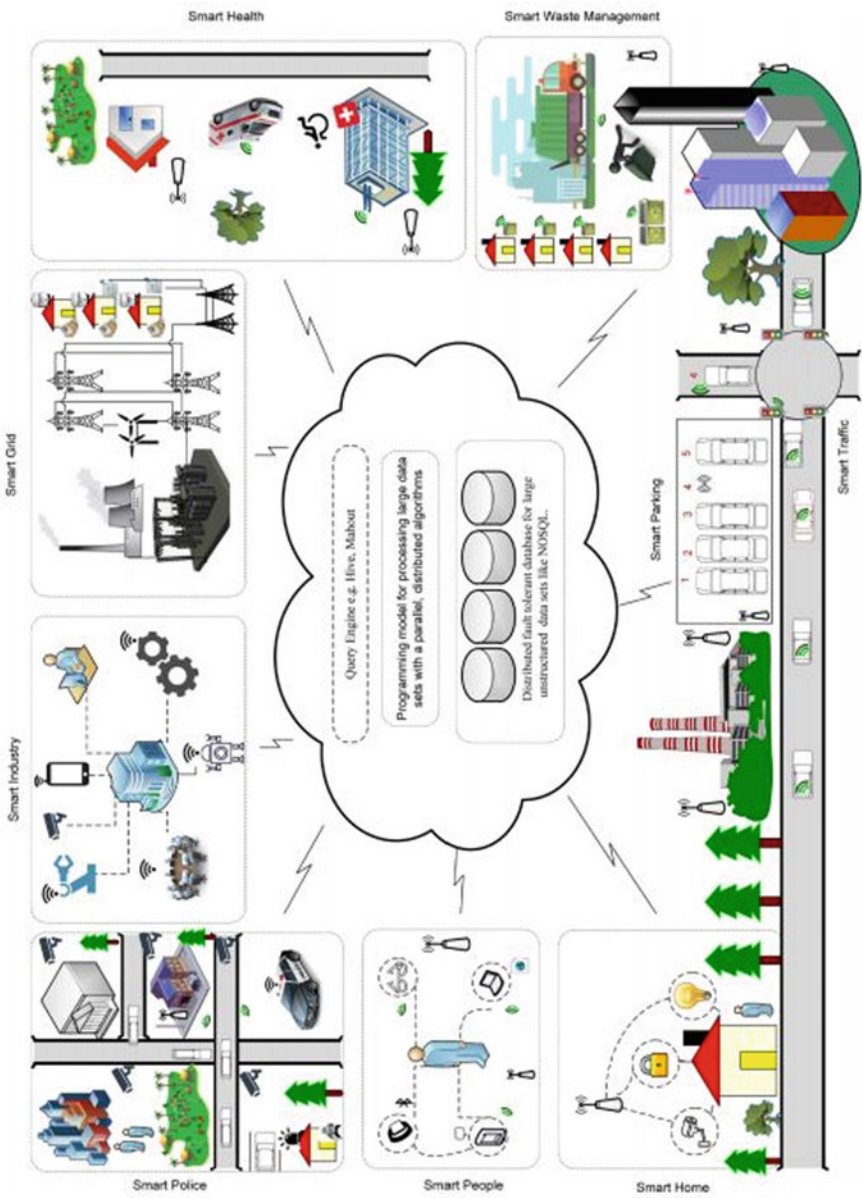 Smart Health
Smart Waste Management
Smart Grid
Smart Industry
Smart Police
Smart People
Smart Home
Smart Parking
Smart Traffic
Query Engine e.g. Hive, Mahout
Programming model for processing large data
sets with a parallel, distributed algorithms
Distributed fault tolerant database for large
unstructured data sets like NOSQL.
1
2
3
4
5